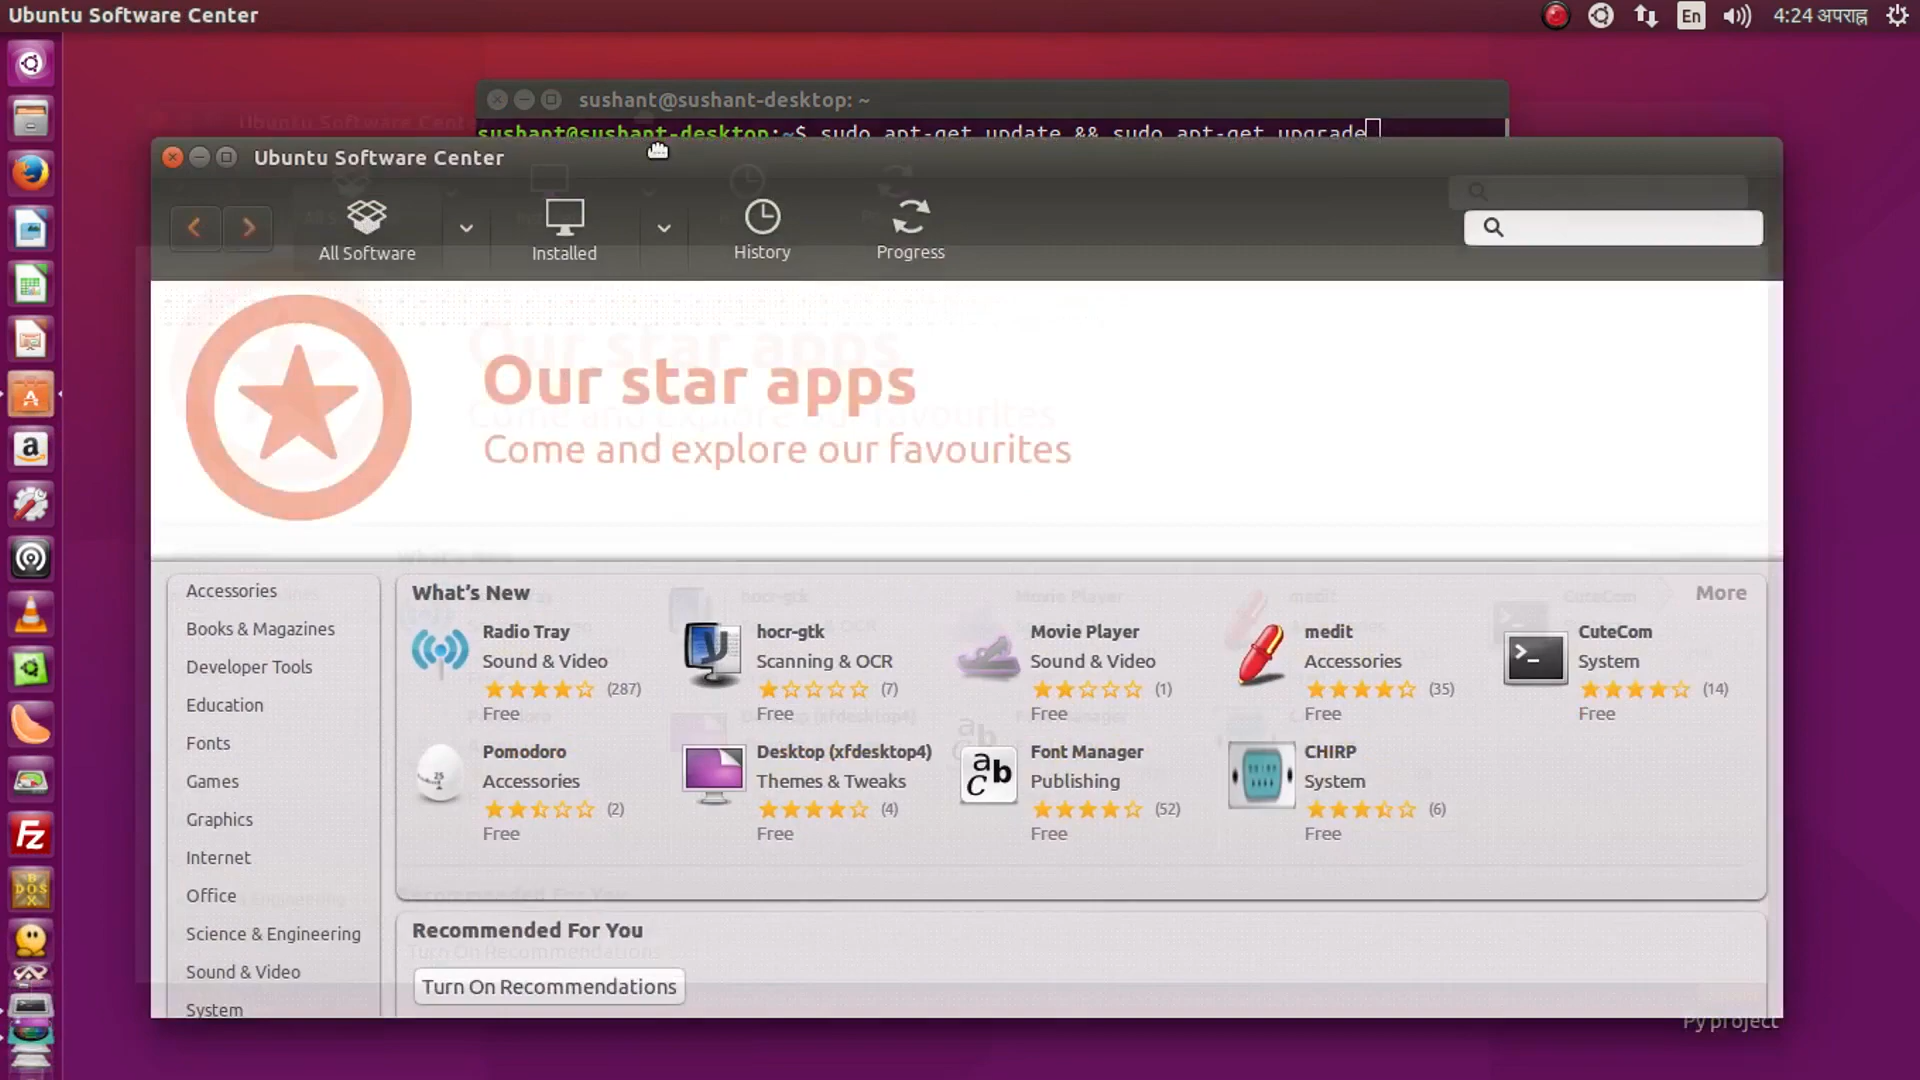 Ubuntu Software Center
En
4:24 अपराह्न
sushant@sushant-desktop: ~
sushant@sushant-desktop:~$ sudo apt-get update && sudo apt-get upgrade
Ubuntu Software Center
All Software
Installed
History
Progress
Our star apps
Come and explore our favourites
Accessories
Books & Magazines
Developer Tools
Education
Fonts
Games
Graphics
Internet
Office
Science & Engineering
Sound & Video
System
What's New
More
Radio Tray
Sound & Video
(287)
Free
hocr-gtk
Scanning & OCR
(7)
Free
Movie Player
Sound & Video
(1)
Free
medit
Accessories
(35)
Free
CuteCom
System
(14)
Free
Pomodoro
Accessories
(2)
Free
Desktop (xfdesktop4)
Themes & Tweaks
(4)
Free
Font Manager
Publishing
(52)
Free
CHIRP
System
(6)
Free
Recommended For You
Turn On Recommendations
Py project